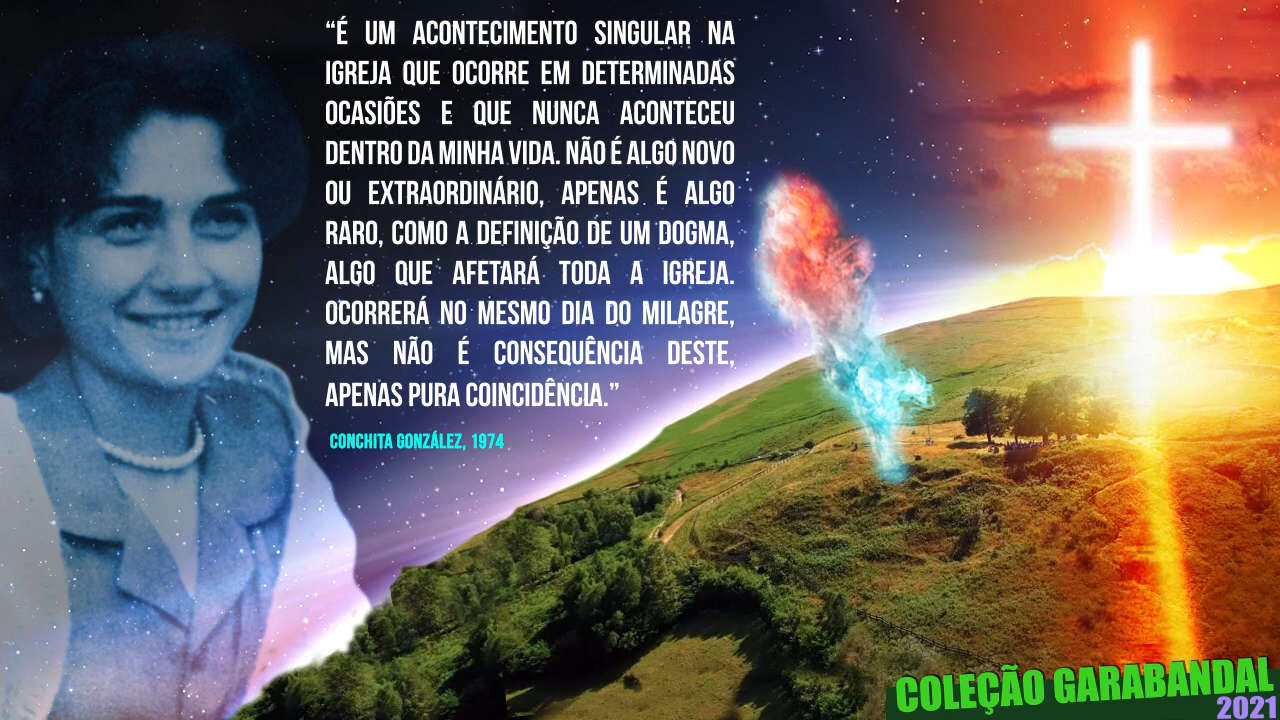 “É UM ACONTECIMENTO SINGULAR NA
IGREJA QUE OCORRE EM DETERMINADAS
OCASIÕES E QUE NUNCA ACONTECEU
DENTRO DA MINHA VIDA. NÃO É ALGO NOVO
OU EXTRAORDINÁRIO, APENAS É ALGO
RARO, COMO A DEFINIÇÃO DE UM DOGMA,
ALGO QUE AFETARÁ TODA A IGREJA.
OCORRERÁ NO MESMO DIA DO MILAGRE,
MAS NÃO É CONSEQUÊNCIA DESTE,
APENAS PURA COINCIDÊNCIA.”
CONCHITA GONZÁLEZ, 1974
COLEÇÃO GARABANDAL
2021